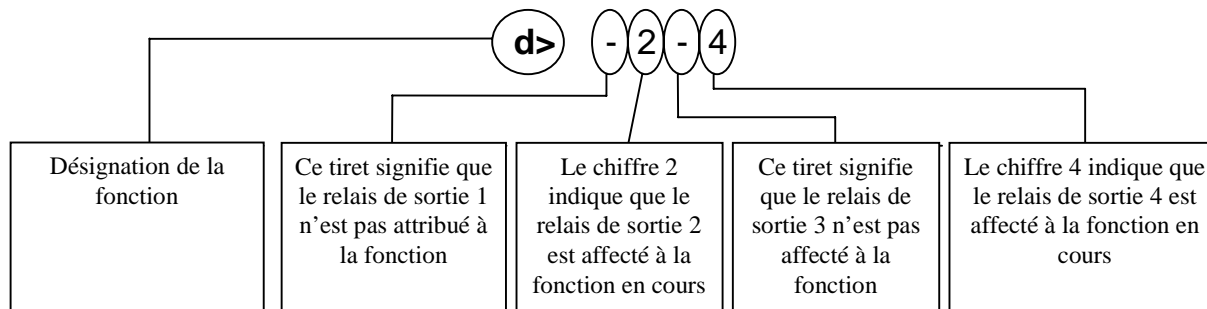 d> - 2 - 4
Désignation de la
fonction
Ce tiret signifie que
le relais de sortie 1
n’est pas attribué à
la fonction
Le chiffre 2
indique que le
relais de sortie 2
est affecté à la
fonction en cours
Ce tiret signifie
que le relais de
sortie 3 n’est pas
affecté à la
fonction
Le chiffre 4 indique que
le relais de sortie 4 est
affecté à la fonction en
cours